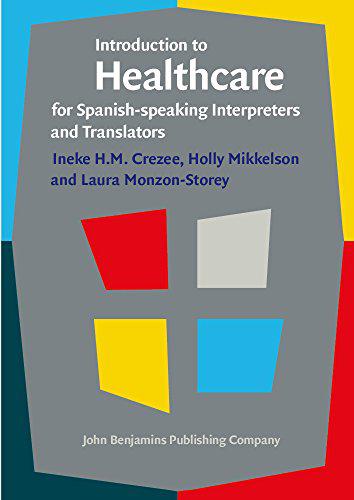 Introduction to
Healthcare
for Spanish-speaking Interpreters
and Translators
Ineke H.M. Crezee, Holly Mikkelson
and Laura Monzon-Storey
John Benjamins Publishing Company